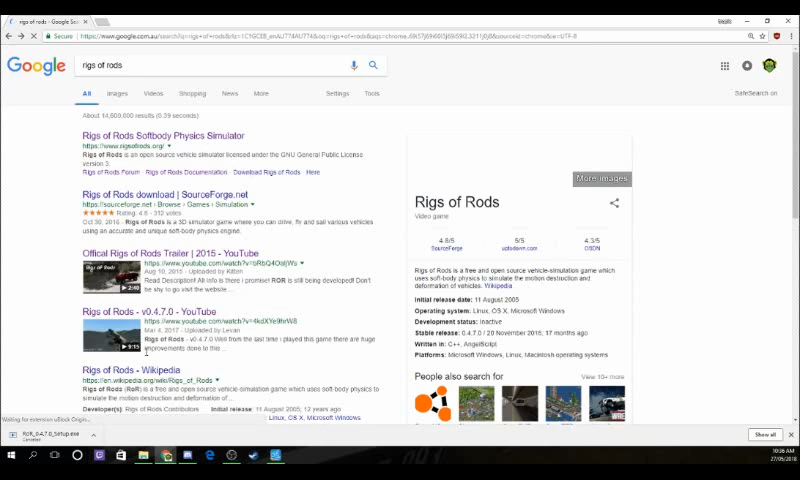 rigs of rods - Google Se
Secure
Google
rigs of rods
All Images Videos Shopping News More Settings Tools
SafeSearch on
About 14,600,000 results (0.39 seconds)
Rigs of Rods Softbody Physics Simulator
https://www.rigsofrods.org/
Rigs of Rods is an open source vehicle simulator licensed under the GNU General Public License
version 3.
Rigs of Rods Forum · Rigs of Rods Documentation · Download Rigs of Rods · Here
Rigs of Rods download | SourceForge.net
https://sourceforge.net › Browse › Games › Simulation
Rating: 4.8 - 312 votes
Oct 30, 2016 - Rigs of Rods is a 3D simulator game where you can drive, fly and sail various vehicles
using an accurate and unique soft-body physics engine.
Offical Rigs of Rods Trailer | 2015 - YouTube
Rigs of Rods
2:40
Aug 10, 2015 - Uploaded by Kitten
Read Description! All info is there i promise! ROR is still being developed! Don't
be shy to go visit the website ...
Rigs of Rods - v0.4.7.0 - YouTube
9:15
Mar 4, 2017 - Uploaded by Levan
Rigs of Rods - v0.4.7.0 Well from the last time i played this game there are huge
improvements done to this ...
Rigs of Rods - Wikipedia
https://en.wikipedia.org/wiki/Rigs_of_Rods
Rigs of Rods (RoR) is a free and open source vehicle-simulation game which uses soft-body physics to
simulate the motion destruction and deformation of vehicles. ...
Developer(s): Rigs of Rods Contributors Initial release: 11 August 2005; 12 years ago
Linux, OS X, Microsoft Windows
More images
Rigs of Rods
Video game
4.8/5 5/5 4.3/5
SourceForge uptodown.com OSDN
Rigs of Rods is a free and open source vehicle-simulation game which
uses soft-body physics to simulate the motion destruction and
deformation of vehicles. Wikipedia
Initial release date: 11 August 2005
Operating system: Linux, OS X, Microsoft Windows
Development status: Inactive
Stable release: 0.4.7.0 / 20 November 2016; 17 months ago
Written in: C++, AngelScript
Platforms: Microsoft Windows, Linux, Macintosh operating systems
People also search for
View 10+ more
Waiting for extension uBlock Origin...
RoR_0.4.7.0_Setup.exe
Canceled
Show all
10:36 AM
27/05/2018